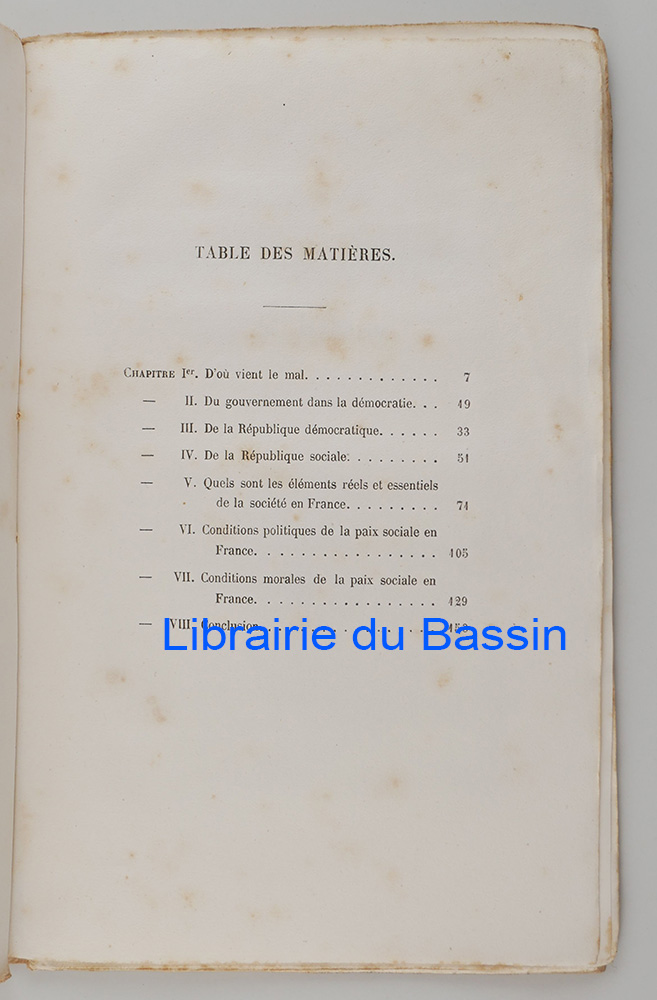 TABLE DES MATIÈRES.
CHAPITRE Ier. D'où vient le mal. . . . . . . . . . . . . 7
— II. Du gouvernement dans la démocratie. . . 19
— III. De la République démocratique. . . . . . 33
— IV. De la République sociale. . . . . . . . . 51
— V. Quels sont les éléments réels et essentiels
de la société en France. . . . . . . . . 71
— VI. Conditions politiques de la paix sociale en
France. . . . . . . . . . . . . . . . . 105
— VII. Conditions morales de la paix sociale en
France. . . . . . . . . . . . . . . . . 129
— VIII. Conclusion
Librairie du Bassin